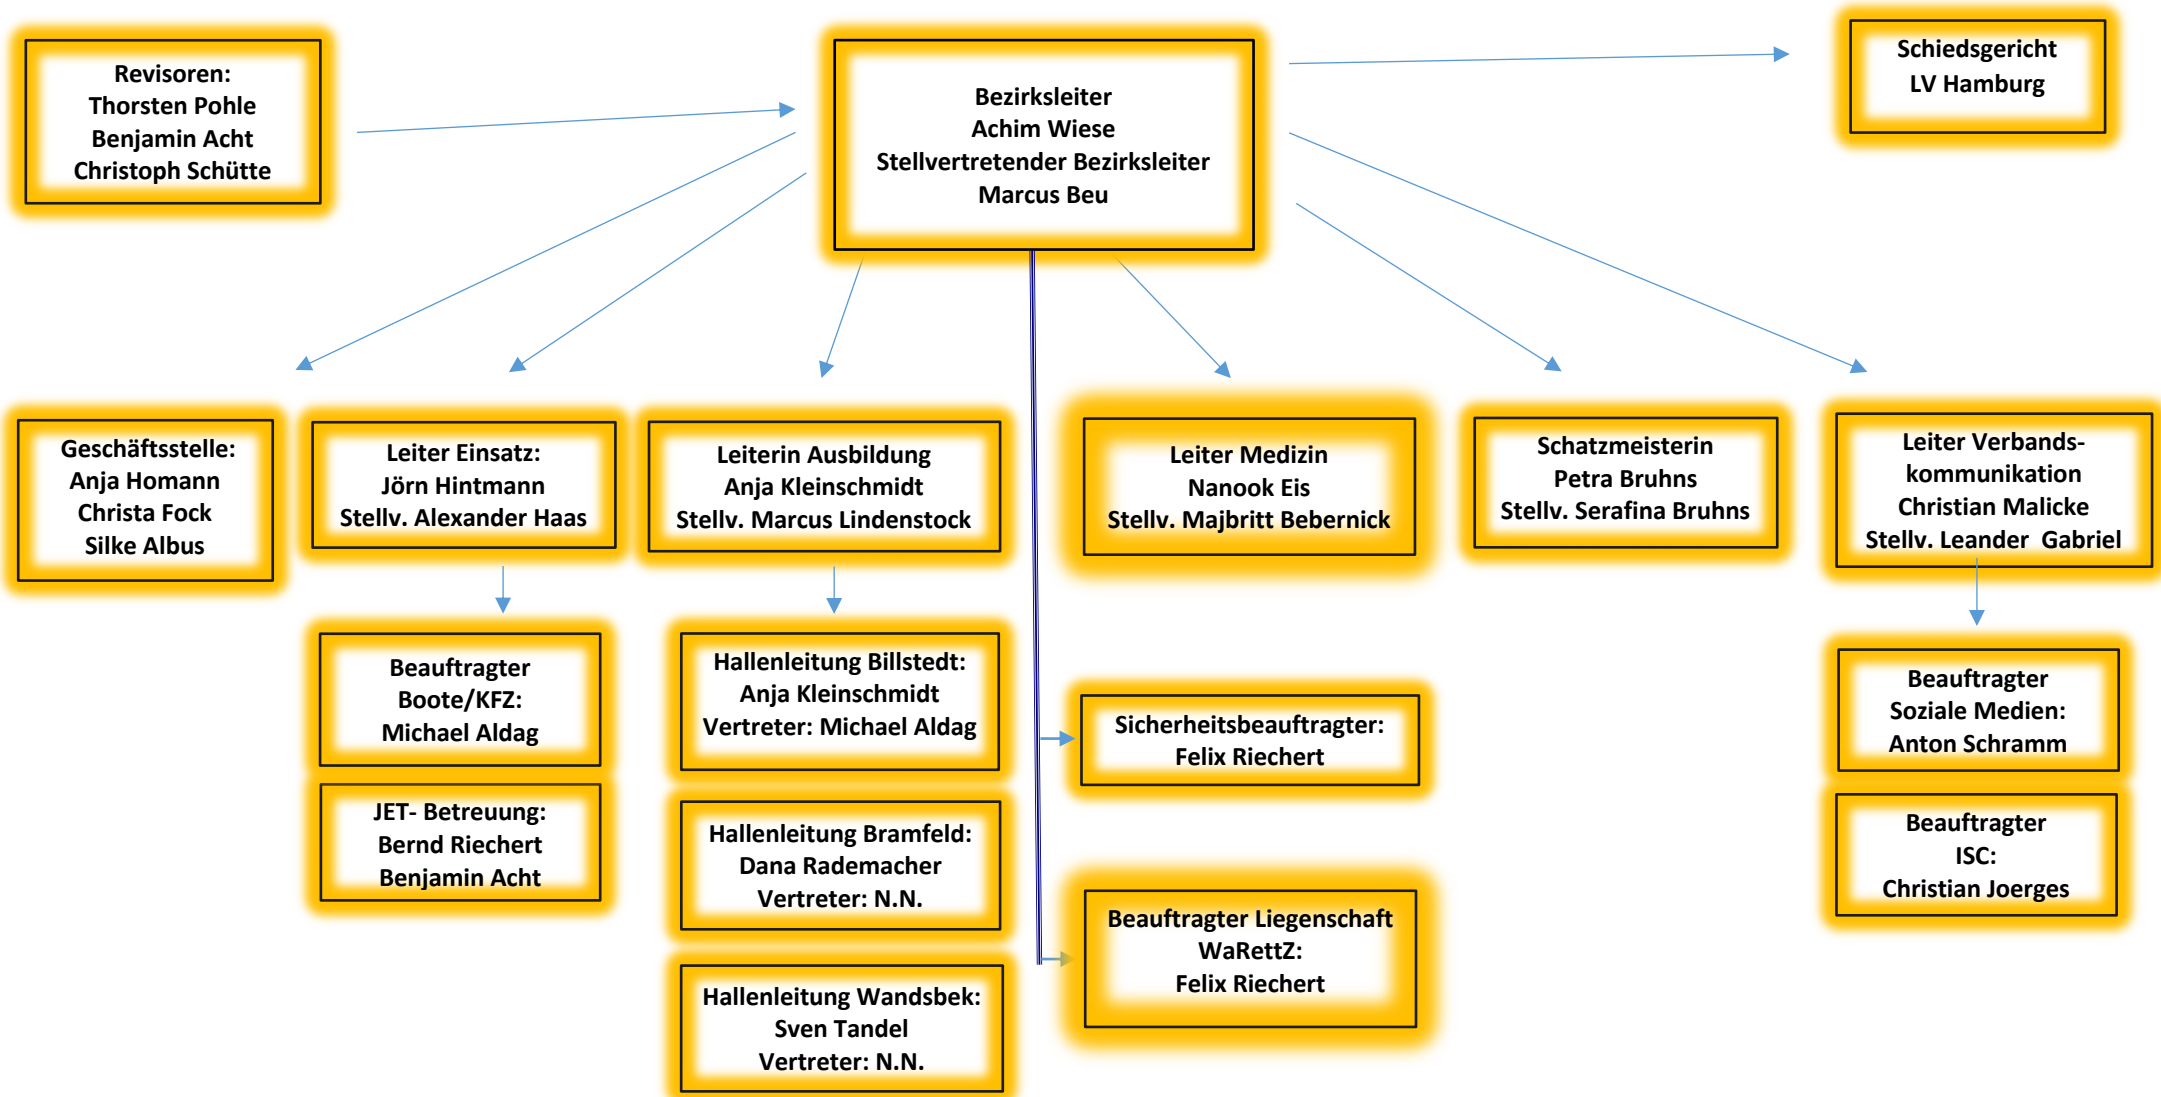 Revisoren:
Thorsten Pohle
Benjamin Acht
Christoph Schütte
Bezirksleiter
Achim Wiese
Stellvertretender Bezirksleiter
Marcus Beu
Schiedsgericht
LV Hamburg
Geschäftsstelle:
Anja Homann
Christa Fock
Silke Albus
Leiter Einsatz:
Jörn Hintmann
Stellv. Alexander Haas
Leiterin Ausbildung
Anja Kleinschmidt
Stellv. Marcus Lindenstock
Leiter Medizin
Nanook Eis
Stellv. Majbritt Bebernick
Schatzmeisterin
Petra Bruhns
Stellv. Serafina Bruhns
Leiter Verbands-
kommunikation
Christian Malicke
Stellv. Leander  Gabriel
Beauftragter
Boote/KFZ:
Michael Aldag
JET- Betreuung:
Bernd Riechert
Benjamin Acht
Hallenleitung Billstedt:
Anja Kleinschmidt
Vertreter: Michael Aldag
Hallenleitung Bramfeld:
Dana Rademacher
Vertreter: N.N.
Hallenleitung Wandsbek:
Sven Tandel
Vertreter: N.N.
Sicherheitsbeauftragter:
Felix Riechert
Beauftragter Liegenschaft
WaRettZ:
Felix Riechert
Beauftragter
Soziale Medien:
Anton Schramm
Beauftragter
ISC:
Christian Joerges